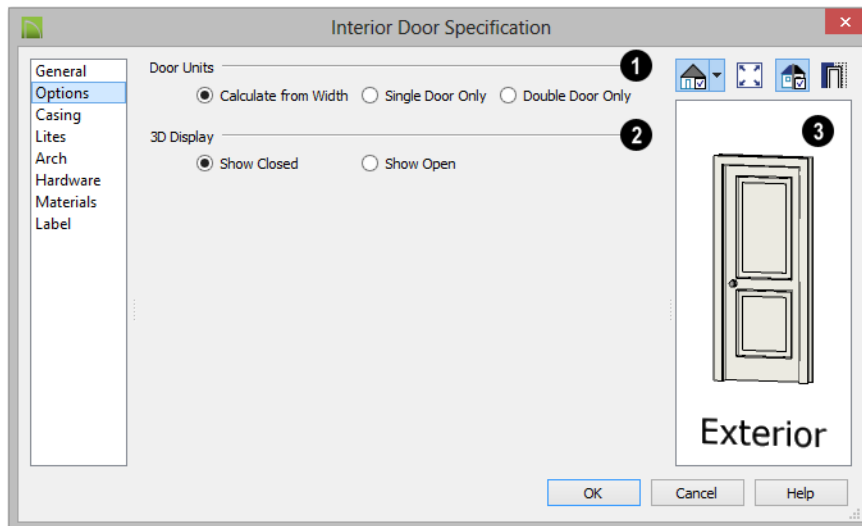 Interior Door Specification
General
Options
Casing
Lites
Arch
Hardware
Materials
Label
Door Units
1
Calculate from Width
Single Door Only
Double Door Only
3D Display
2
Show Closed
Show Open
3
Exterior
OK
Cancel
Help